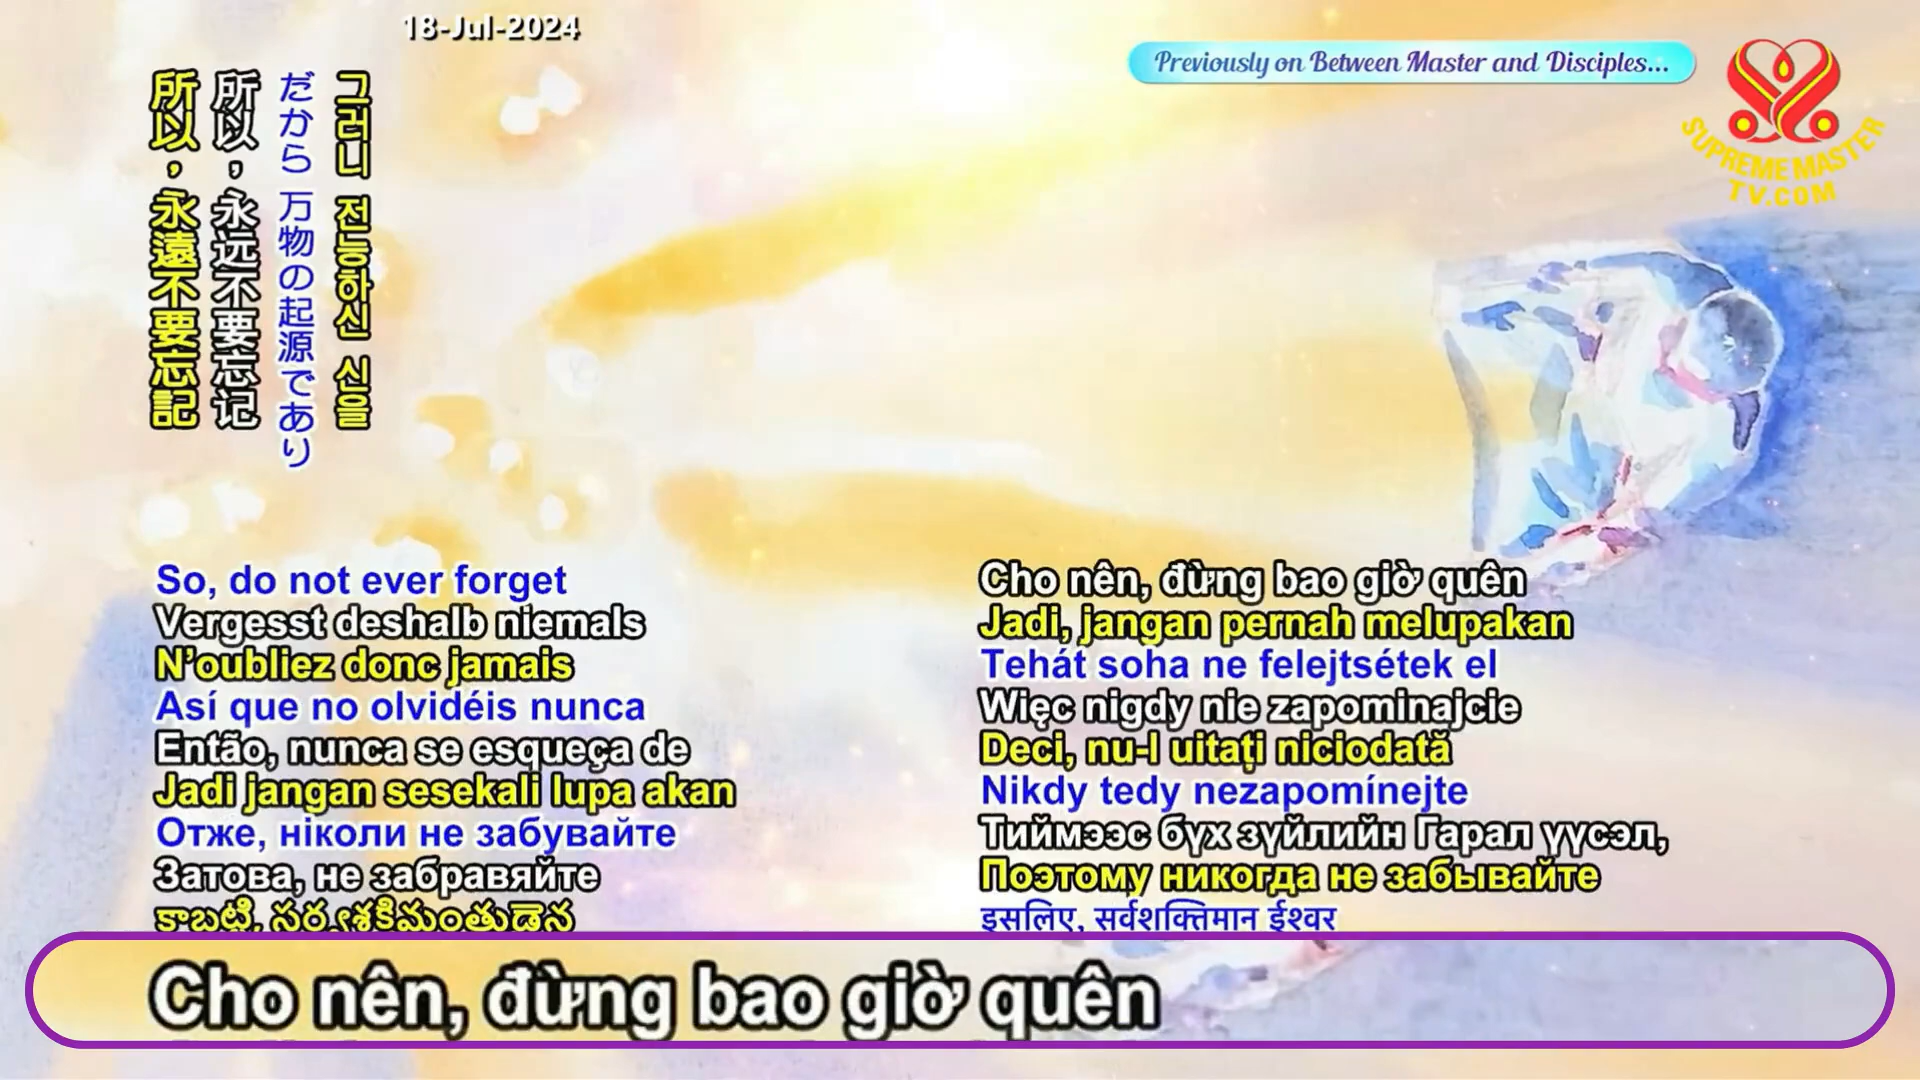 18-Jul-2024
Previously on Between Master and Disciples...
SUPREME MASTER
TV.COM
所以，永遠不要忘記
所以，永远不要忘记
だから 万物の起源であり
그러니 전능하신 신을
So, do not ever forget
Vergesst deshalb niemals
N’oubliez donc jamais
Así que no olvidéis nunca
Então, nunca se esqueça de
Jadi jangan sesekali lupa akan
Отже, ніколи не забувайте
Затова, не забравяйте
కాబట్టి, సర్వశక్తిమంతుడైన
Cho nên, đừng bao giờ quên
Jadi, jangan pernah melupakan
Tehát soha ne felejtsétek el
Więc nigdy nie zapominajcie
Deci, nu-l uitați niciodată
Nikdy tedy nezapomínejte
Тиймээс бүх зүйлийн Гарал үүсэл,
Поэтому никогда не забывайте
इसलिए, सर्वशक्तिमान ईश्वर
Cho nên, đừng bao giờ quên